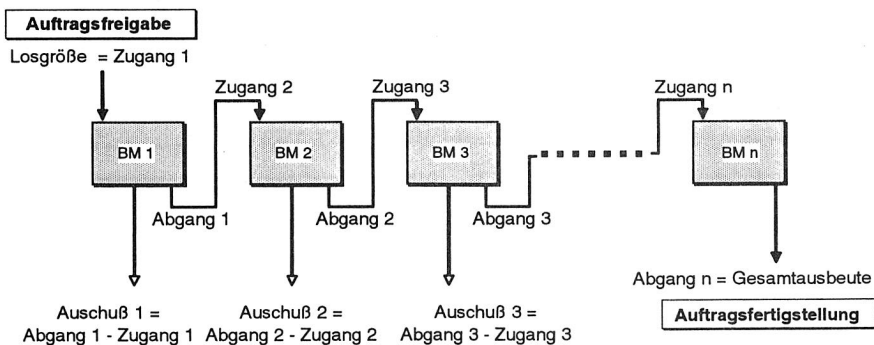 Auftragsfreigabe
Losgröße = Zugang 1
Zugang 2
Zugang 3
Zugang n
BM 1
BM 2
BM 3
BM n
Abgang 1
Abgang 2
Abgang 3
Abgang n = Gesamtausbeute
Auschuß 1 =
Abgang 1 - Zugang 1
Auschuß 2 =
Abgang 2 - Zugang 2
Auschuß 3 =
Abgang 3 - Zugang 3
Auftragsfertigstellung